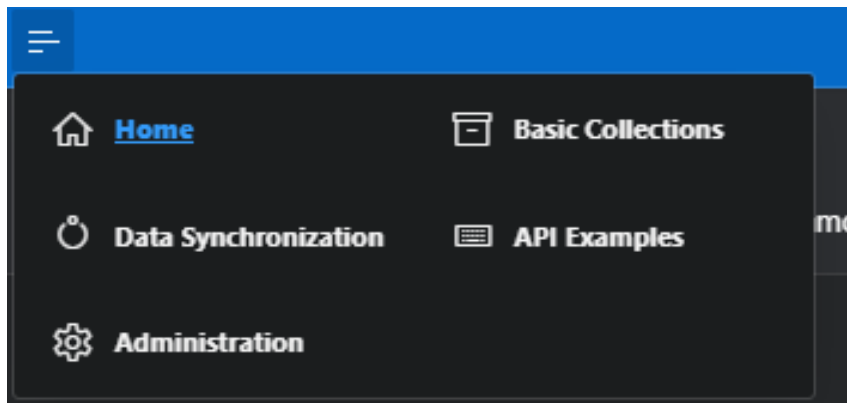 Home
Basic Collections
Data Synchronization
API Examples
Administration